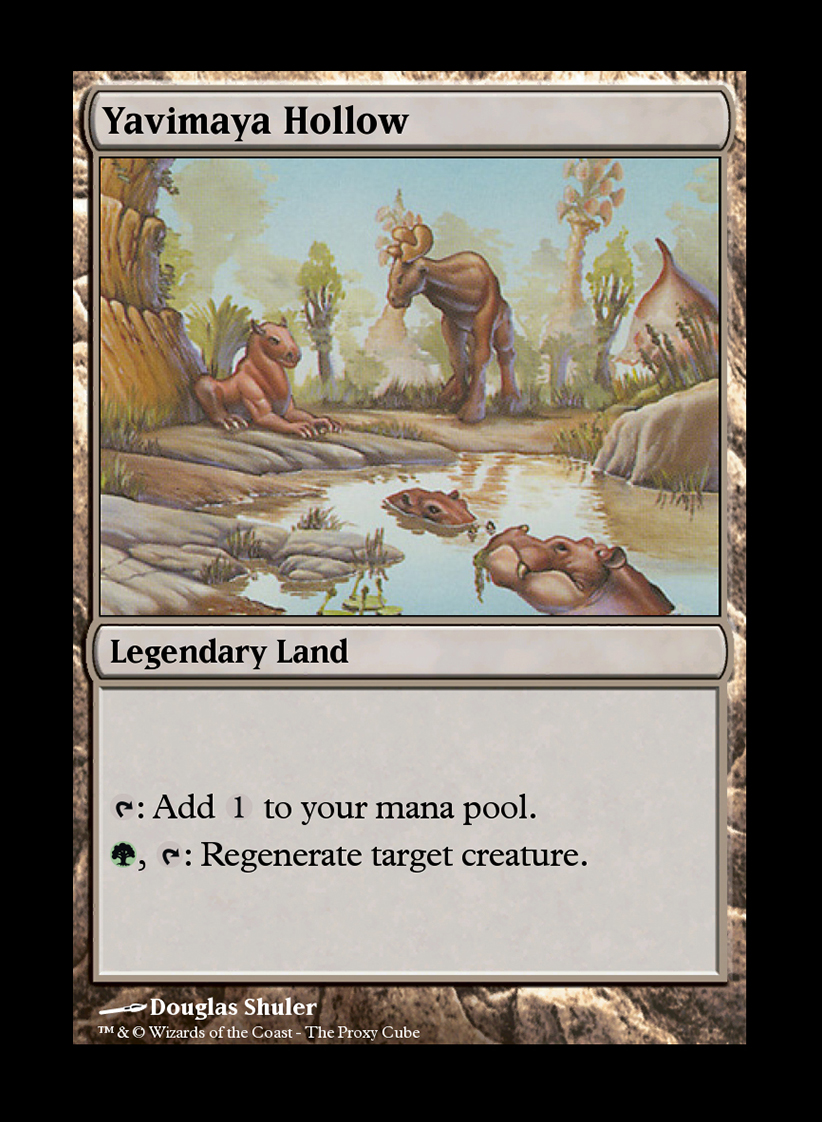 Yavimaya Hollow
Legendary Land
: Add 1 to your mana pool.
, : Regenerate target creature.
Douglas Shuler
™ & © Wizards of the Coast - The Proxy Cube